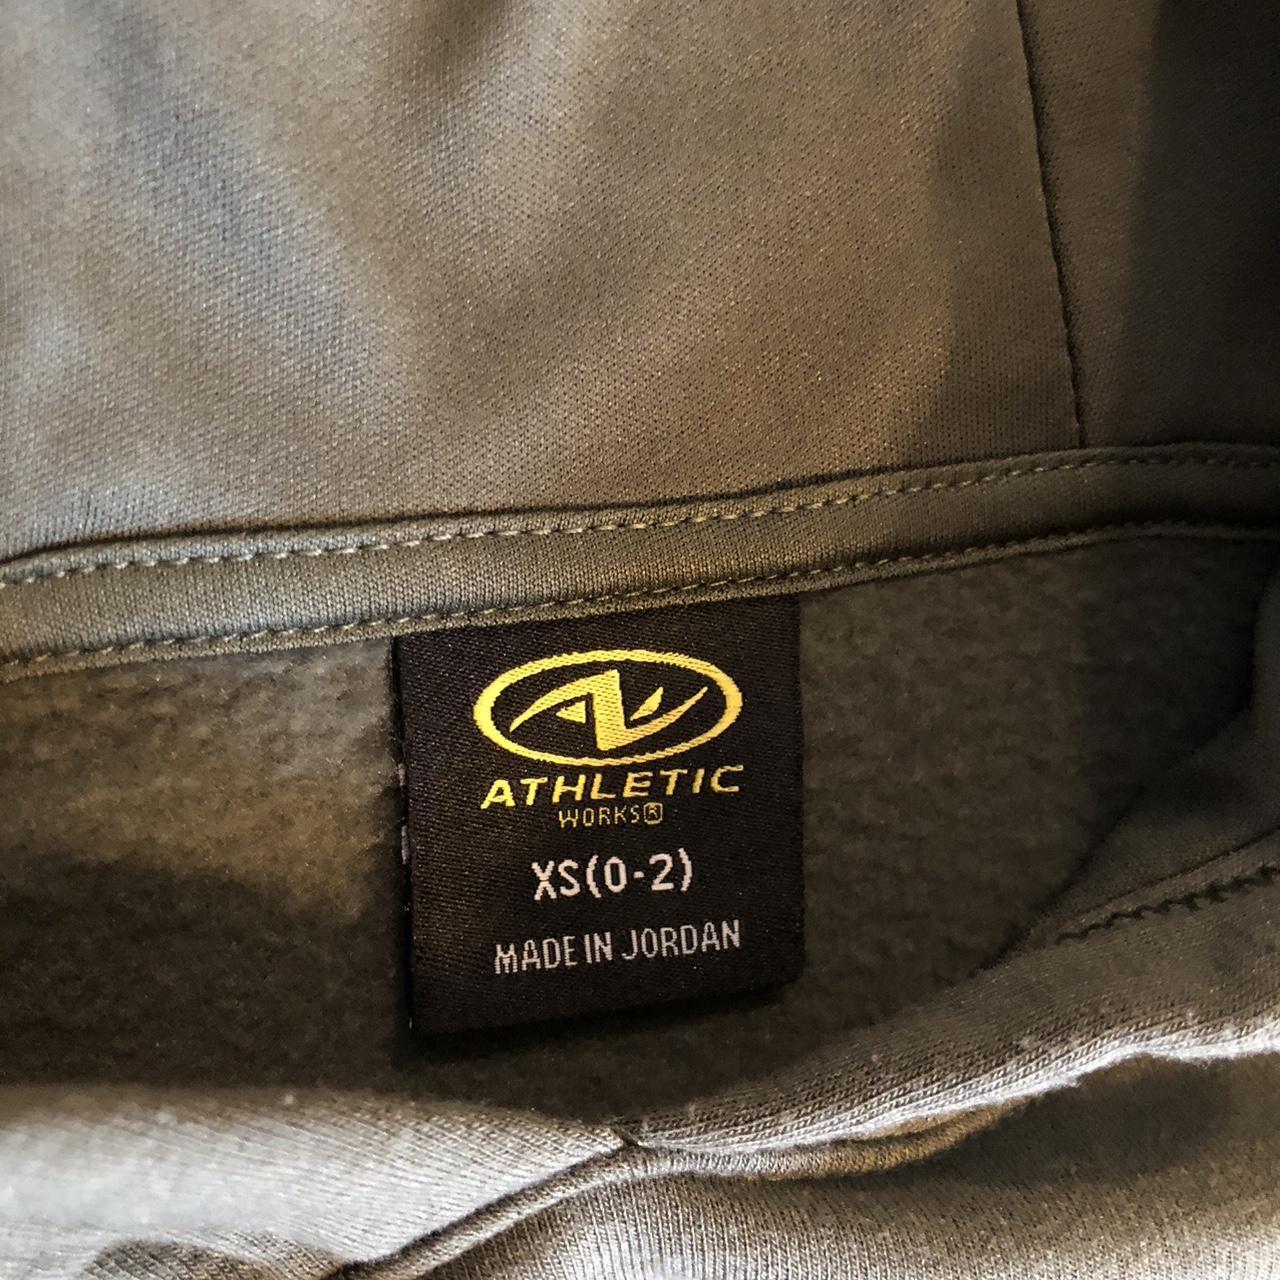 ATHLETIC
WORKS®
XS(0-2)
MADE IN JORDAN